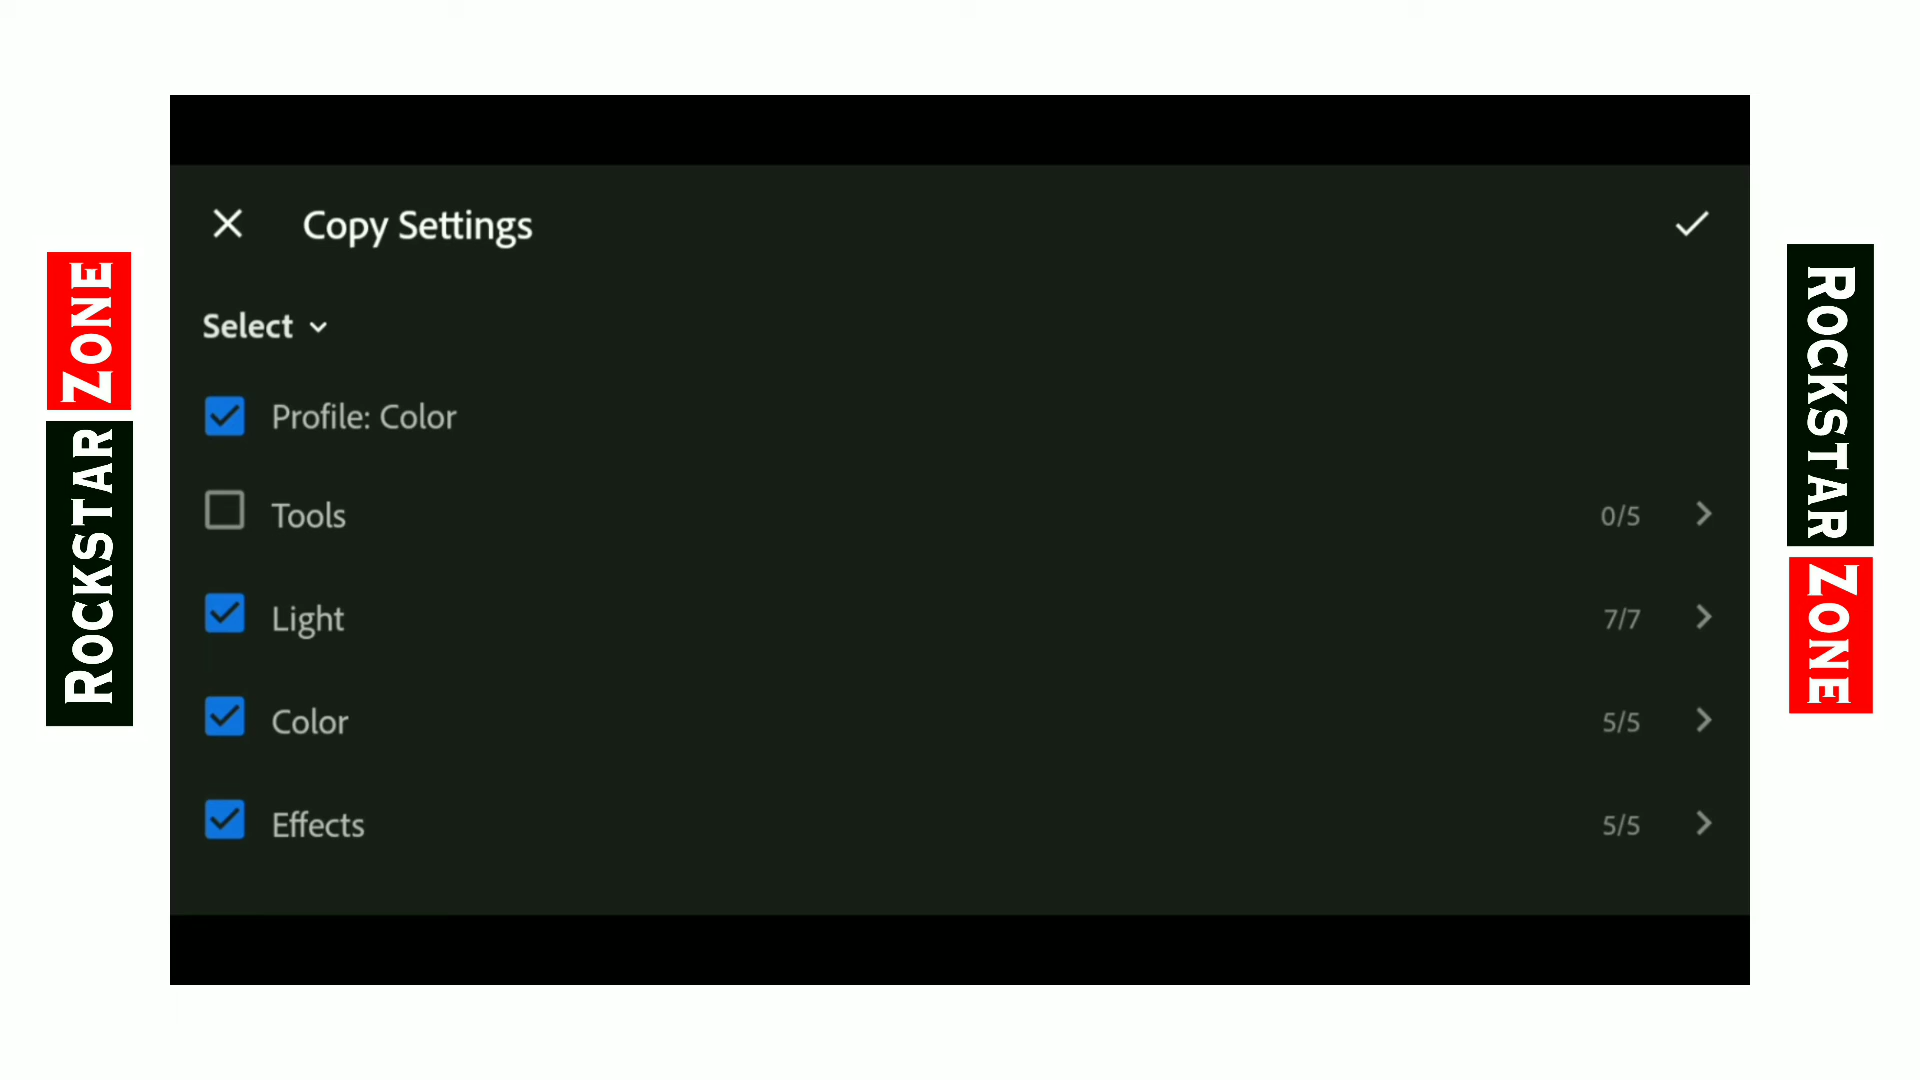 Copy Settings
Select
Profile: Color
Tools 0/5
Light 7/7
Color 5/5
Effects 5/5
ROCKSTAR ZONE
ROCKSTAR ZONE